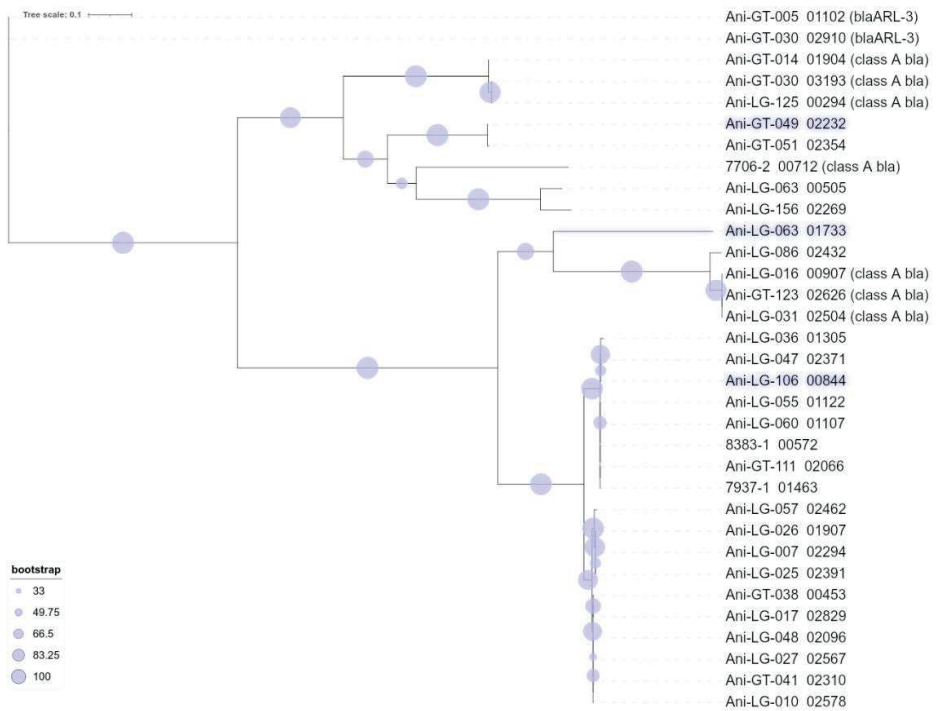 Tree scale: 0.1
Ani-GT-005 01102 (blaARL-3)
Ani-GT-030 02910 (blaARL-3)
Ani-GT-014 01904 (class A bla)
Ani-GT-030 03193 (class A bla)
Ani-LG-125 00294 (class A bla)
Ani-GT-049 02232
Ani-GT-051 02354
7706-2 00712 (class A bla)
Ani-LG-063 00505
Ani-LG-156 02269
Ani-LG-063 01733
Ani-LG-086 02432
Ani-LG-016 00907 (class A bla)
Ani-GT-123 02626 (class A bla)
Ani-LG-031 02504 (class A bla)
Ani-LG-036 01305
Ani-LG-047 02371
Ani-LG-106 00844
Ani-LG-055 01122
Ani-LG-060 01107
8383-1 00572
Ani-GT-111 02066
7937-1 01463
Ani-LG-057 02462
Ani-LG-026 01907
Ani-LG-007 02294
Ani-LG-025 02391
Ani-GT-038 00453
Ani-LG-017 02829
Ani-LG-048 02096
Ani-LG-027 02567
Ani-GT-041 02310
Ani-LG-010 02578
bootstrap
33
49.75
66.5
83.25
100